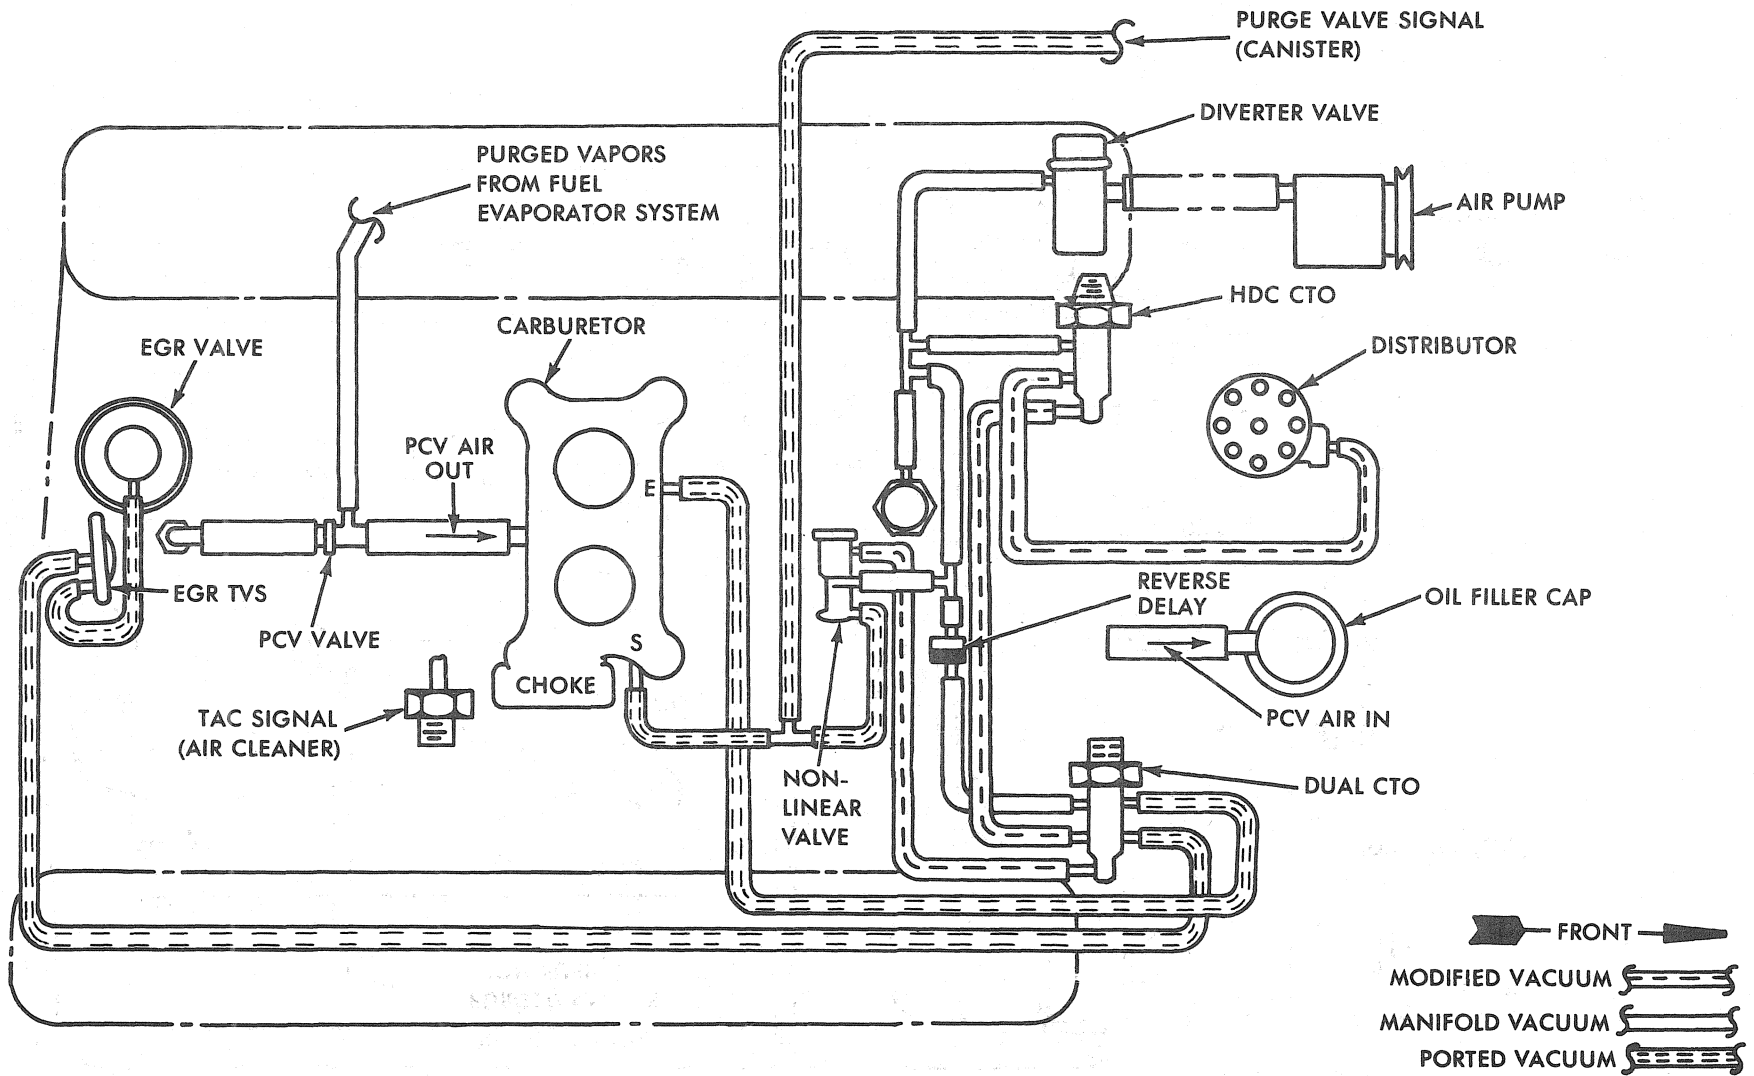 PURGE VALVE SIGNAL
(CANISTER)
DIVERTER VALVE
PURGED VAPORS
FROM FUEL
EVAPORATOR SYSTEM
AIR PUMP
HDC CTO
CARBURETOR
EGR VALVE
DISTRIBUTOR
PCV AIR
OUT
E
EGR TVS
REVERSE
DELAY
OIL FILLER CAP
PCV VALVE
S
CHOKE
TAC SIGNAL
(AIR CLEANER)
PCV AIR IN
NON-
LINEAR
VALVE
DUAL CTO
FRONT
MODIFIED VACUUM
MANIFOLD VACUUM
PORTED VACUUM